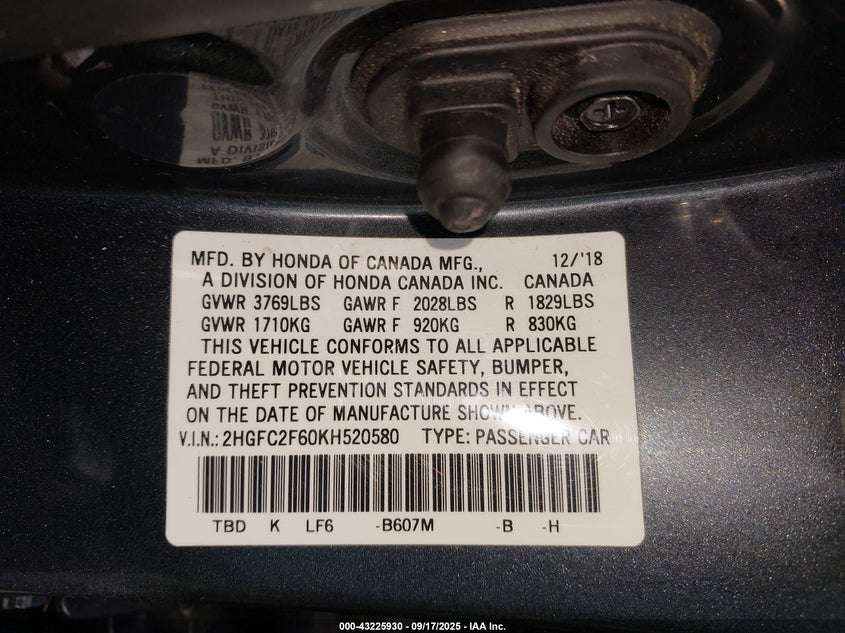 MFD. BY HONDA OF CANADA MFG., 12/'18
A DIVISION OF HONDA CANADA INC. CANADA
GVWR 3769LBS GAWR F 2028LBS R 1829LBS
GVWR 1710KG GAWR F 920KG R 830KG
THIS VEHICLE CONFORMS TO ALL APPLICABLE
FEDERAL MOTOR VEHICLE SAFETY, BUMPER,
AND THEFT PREVENTION STANDARDS IN EFFECT
ON THE DATE OF MANUFACTURE SHOWN ABOVE.
V.I.N.: 2HGFC2F60KH520580 TYPE: PASSENGER CAR
TBD K LF6 -B607M -B -H
000-43225930 - 09/17/2025 - IAA Inc.